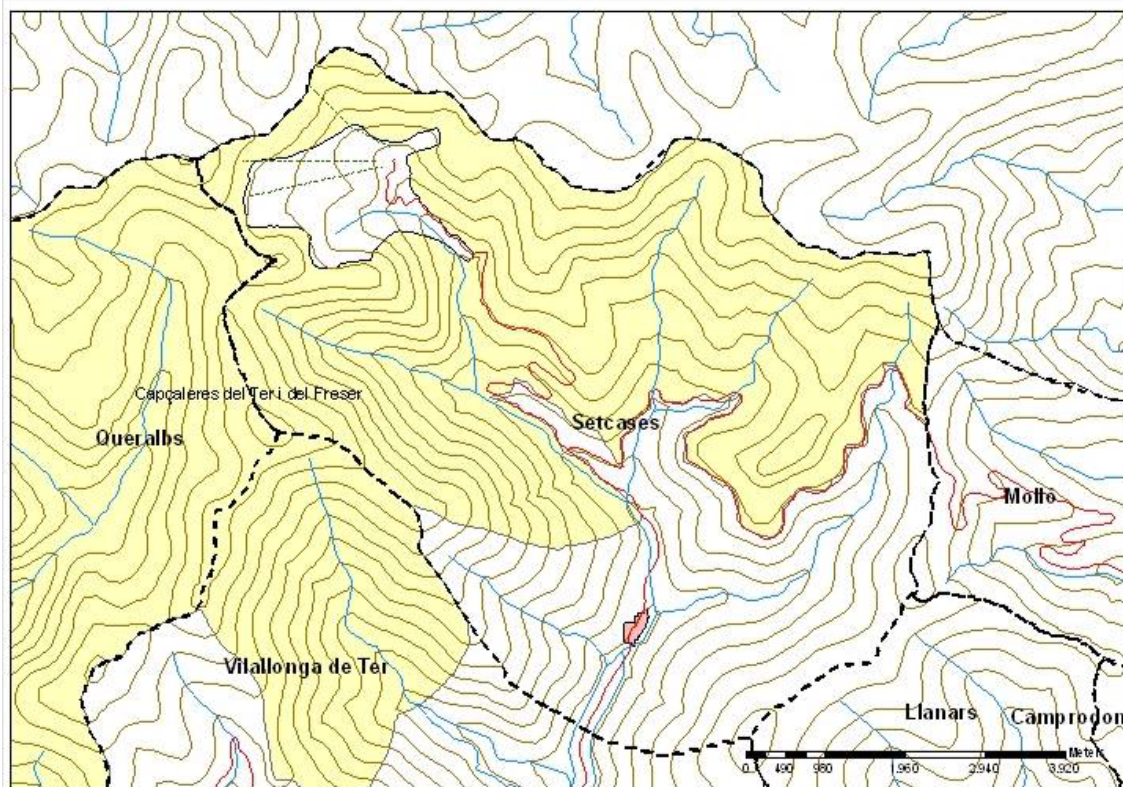 Capçaleres del Ter i del Freser
Queralbs
Setcases
Molló
Vilallonga de Ter
Llanars
Camprodon
Meters
0 490 980 1.960 2.940 3.920